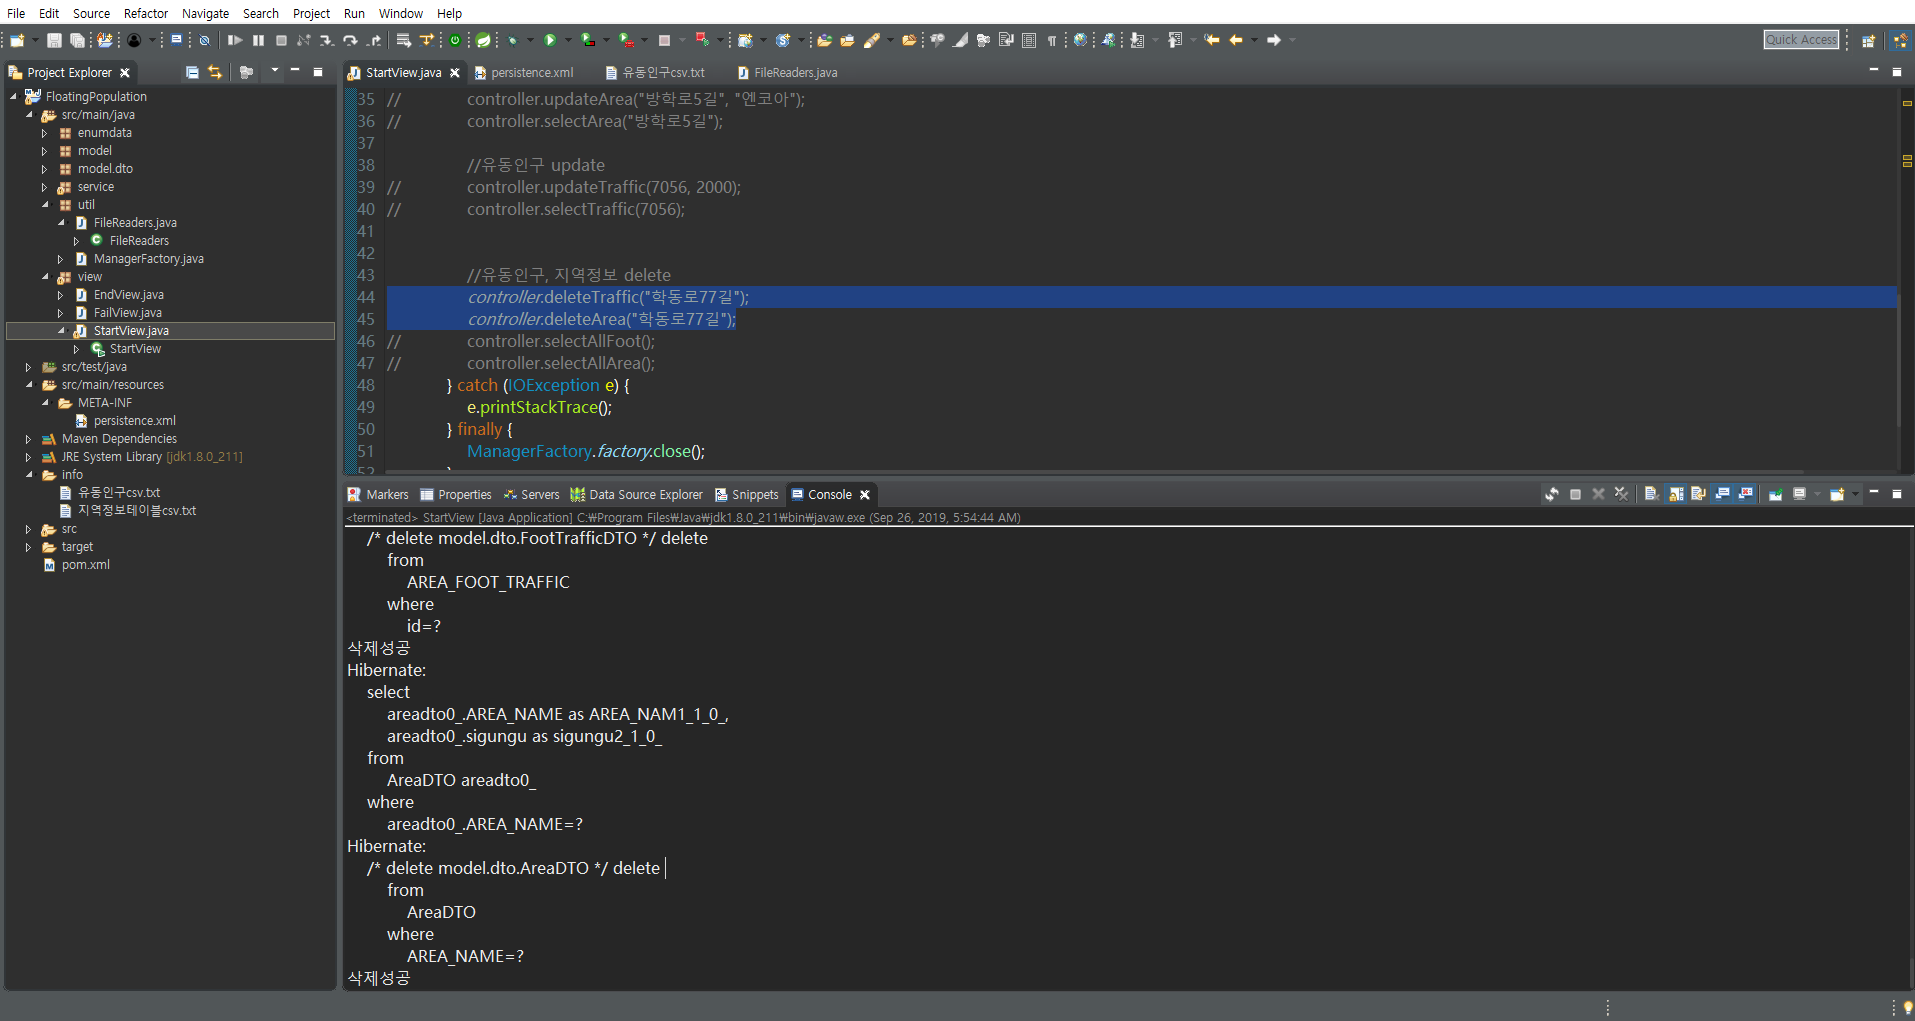 File Edit Source Refactor Navigate Search Project Run Window Help
Quick Access
Project Explorer
FloatingPopulation
src/main/java
enumdata
model
model.dto
service
util
FileReaders.java
FileReaders
ManagerFactory.java
view
EndView.java
FailView.java
StartView.java
StartView
src/test/java
src/main/resources
META-INF
persistence.xml
Maven Dependencies
JRE System Library [jdk1.8.0_211]
info
유동인구csv.txt
지역정보테이블csv.txt
src
target
pom.xml
StartView.java persistence.xml 유동인구csv.txt FileReaders.java
35 // controller.updateArea("방학로5길", "엔코아");
36 // controller.selectArea("방학로5길");
37
38 //유동인구 update
39 // controller.updateTraffic(7056, 2000);
40 // controller.selectTraffic(7056);
41
42
43 //유동인구, 지역정보 delete
44 controller.deleteTraffic("학동로77길");
45 controller.deleteArea("학동로77길");
46 // controller.selectAllFoot();
47 // controller.selectAllArea();
48 } catch (IOException e) {
49 e.printStackTrace();
50 } finally {
51 ManagerFactory.factory.close();
52 }
Markers Properties Servers Data Source Explorer Snippets Console
<terminated> StartView [Java Application] C:₩Program Files₩Java₩jdk1.8.0_211₩bin₩javaw.exe (Sep 26, 2019, 5:54:44 AM)
/* delete model.dto.FootTrafficDTO */ delete
from
AREA_FOOT_TRAFFIC
where
id=?
삭제성공
Hibernate:
select
areadto0_.AREA_NAME as AREA_NAM1_1_0_,
areadto0_.sigungu as sigungu2_1_0_
from
AreaDTO areadto0_
where
areadto0_.AREA_NAME=?
Hibernate:
/* delete model.dto.AreaDTO */ delete
from
AreaDTO
where
AREA_NAME=?
삭제성공